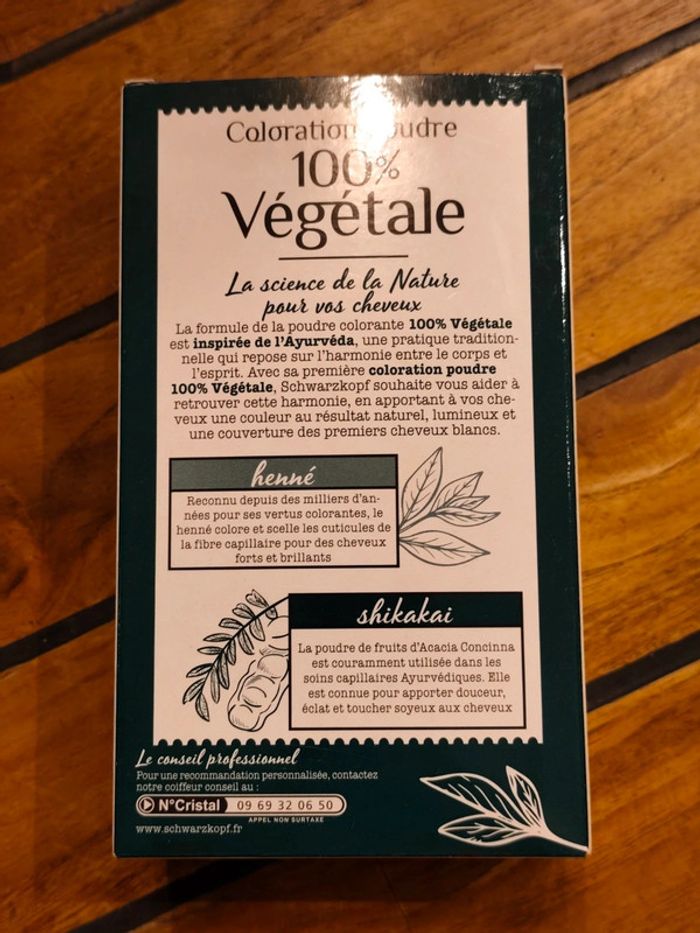 Coloration poudre
100%
Végétale
La science de la Nature
pour vos cheveux
La formule de la poudre colorante 100% Végétale
est inspirée de l'Ayurvéda, une pratique tradition-
nelle qui repose sur l'harmonie entre le corps et
l'esprit. Avec sa première coloration poudre
100% Végétale, Schwarzkopf souhaite vous aider à
retrouver cette harmonie, en apportant à vos che-
veux une couleur au résultat naturel, lumineux et
une couverture des premiers cheveux blancs.
henné
Reconnu depuis des milliers d'an-
nées pour ses vertus colorantes, le
henné colore et scelle les cuticules de
la fibre capillaire pour des cheveux
forts et brillants
shikakai
La poudre de fruits d'Acacia Concinna
est couramment utilisée dans les
soins capillaires Ayurvédiques. Elle
est connue pour apporter douceur,
éclat et toucher soyeux aux cheveux
Le conseil professionnel
Pour une recommandation personnalisée, contactez
notre coiffeur conseil au :
N°Cristal 09 69 32 06 50
APPEL NON SURTAXE
www.schwarzkopf.fr